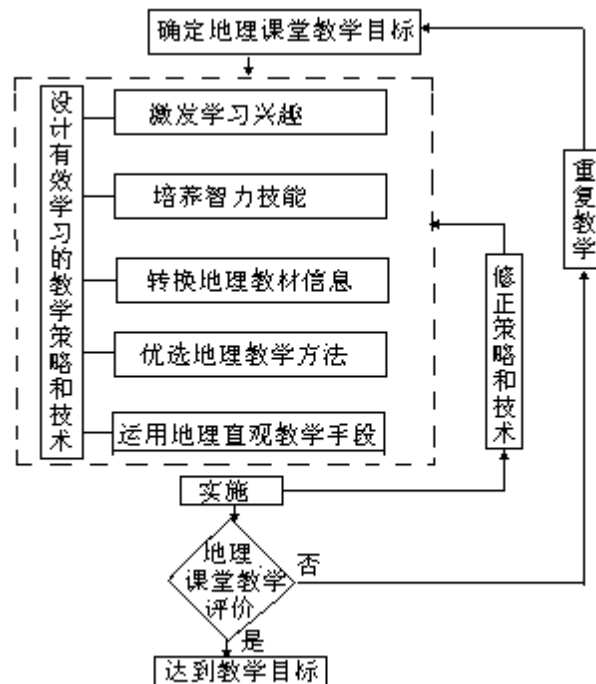 确定地理课堂教学目标
设计有效学习的教学策略和技术
激发学习兴趣
培养智力技能
转换地理教材信息
优选地理教学方法
运用地理直观教学手段
修正策略和技术
重复教学
实施
地理
课堂教学
评价
否
是
达到教学目标